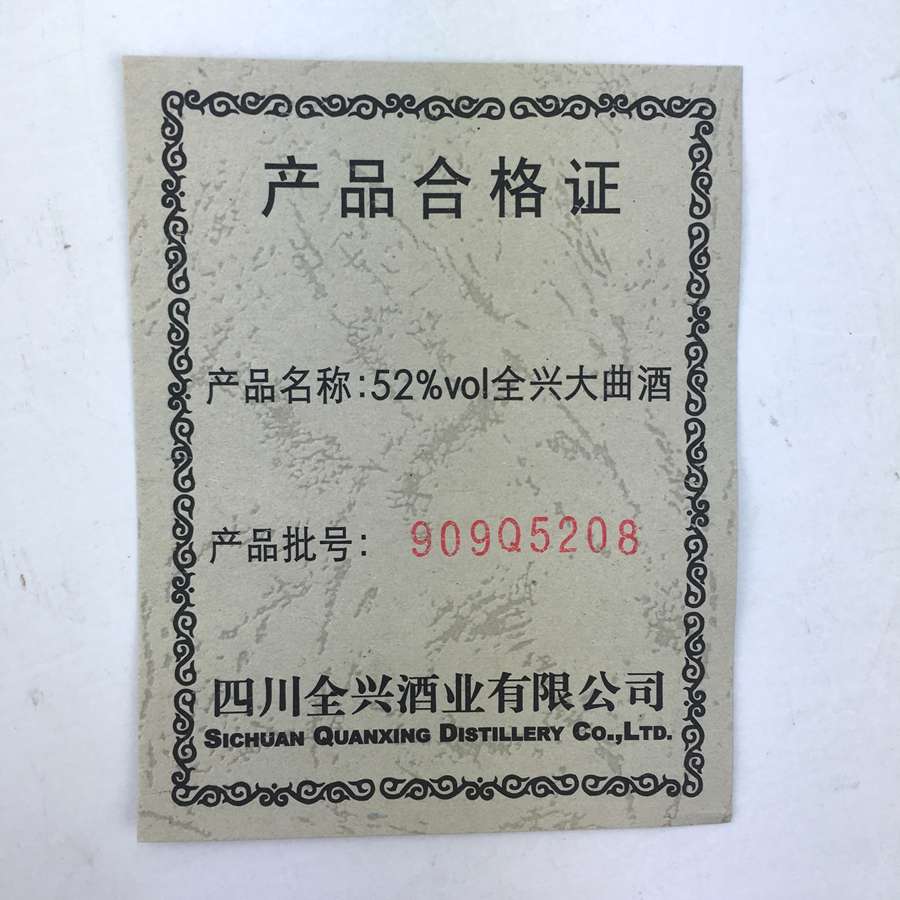 产品合格证
产品名称:52%vol全兴大曲酒
产品批号: 909Q5208
四川全兴酒业有限公司
SICHUAN QUANXING DISTILLERY CO.,LTD.